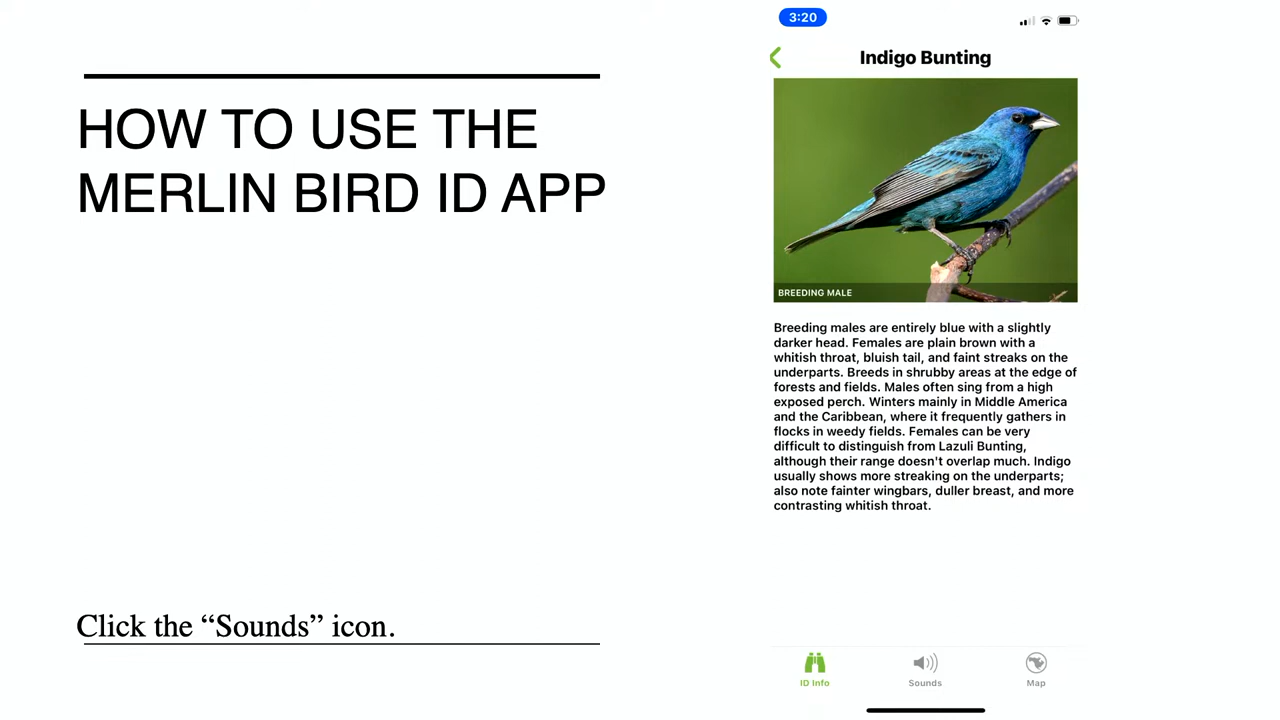 HOW TO USE THE
MERLIN BIRD ID APP
Click the “Sounds” icon.
3:20
Indigo Bunting
BREEDING MALE
Breeding males are entirely blue with a slightly
darker head. Females are plain brown with a
whitish throat, bluish tail, and faint streaks on the
underparts. Breeds in shrubby areas at the edge of
forests and fields. Males often sing from a high
exposed perch. Winters mainly in Middle America
and the Caribbean, where it frequently gathers in
flocks in weedy fields. Females can be very
difficult to distinguish from Lazuli Bunting,
although their range doesn't overlap much. Indigo
usually shows more streaking on the underparts;
also note fainter wingbars, duller breast, and more
contrasting whitish throat.
ID Info
Sounds
Map